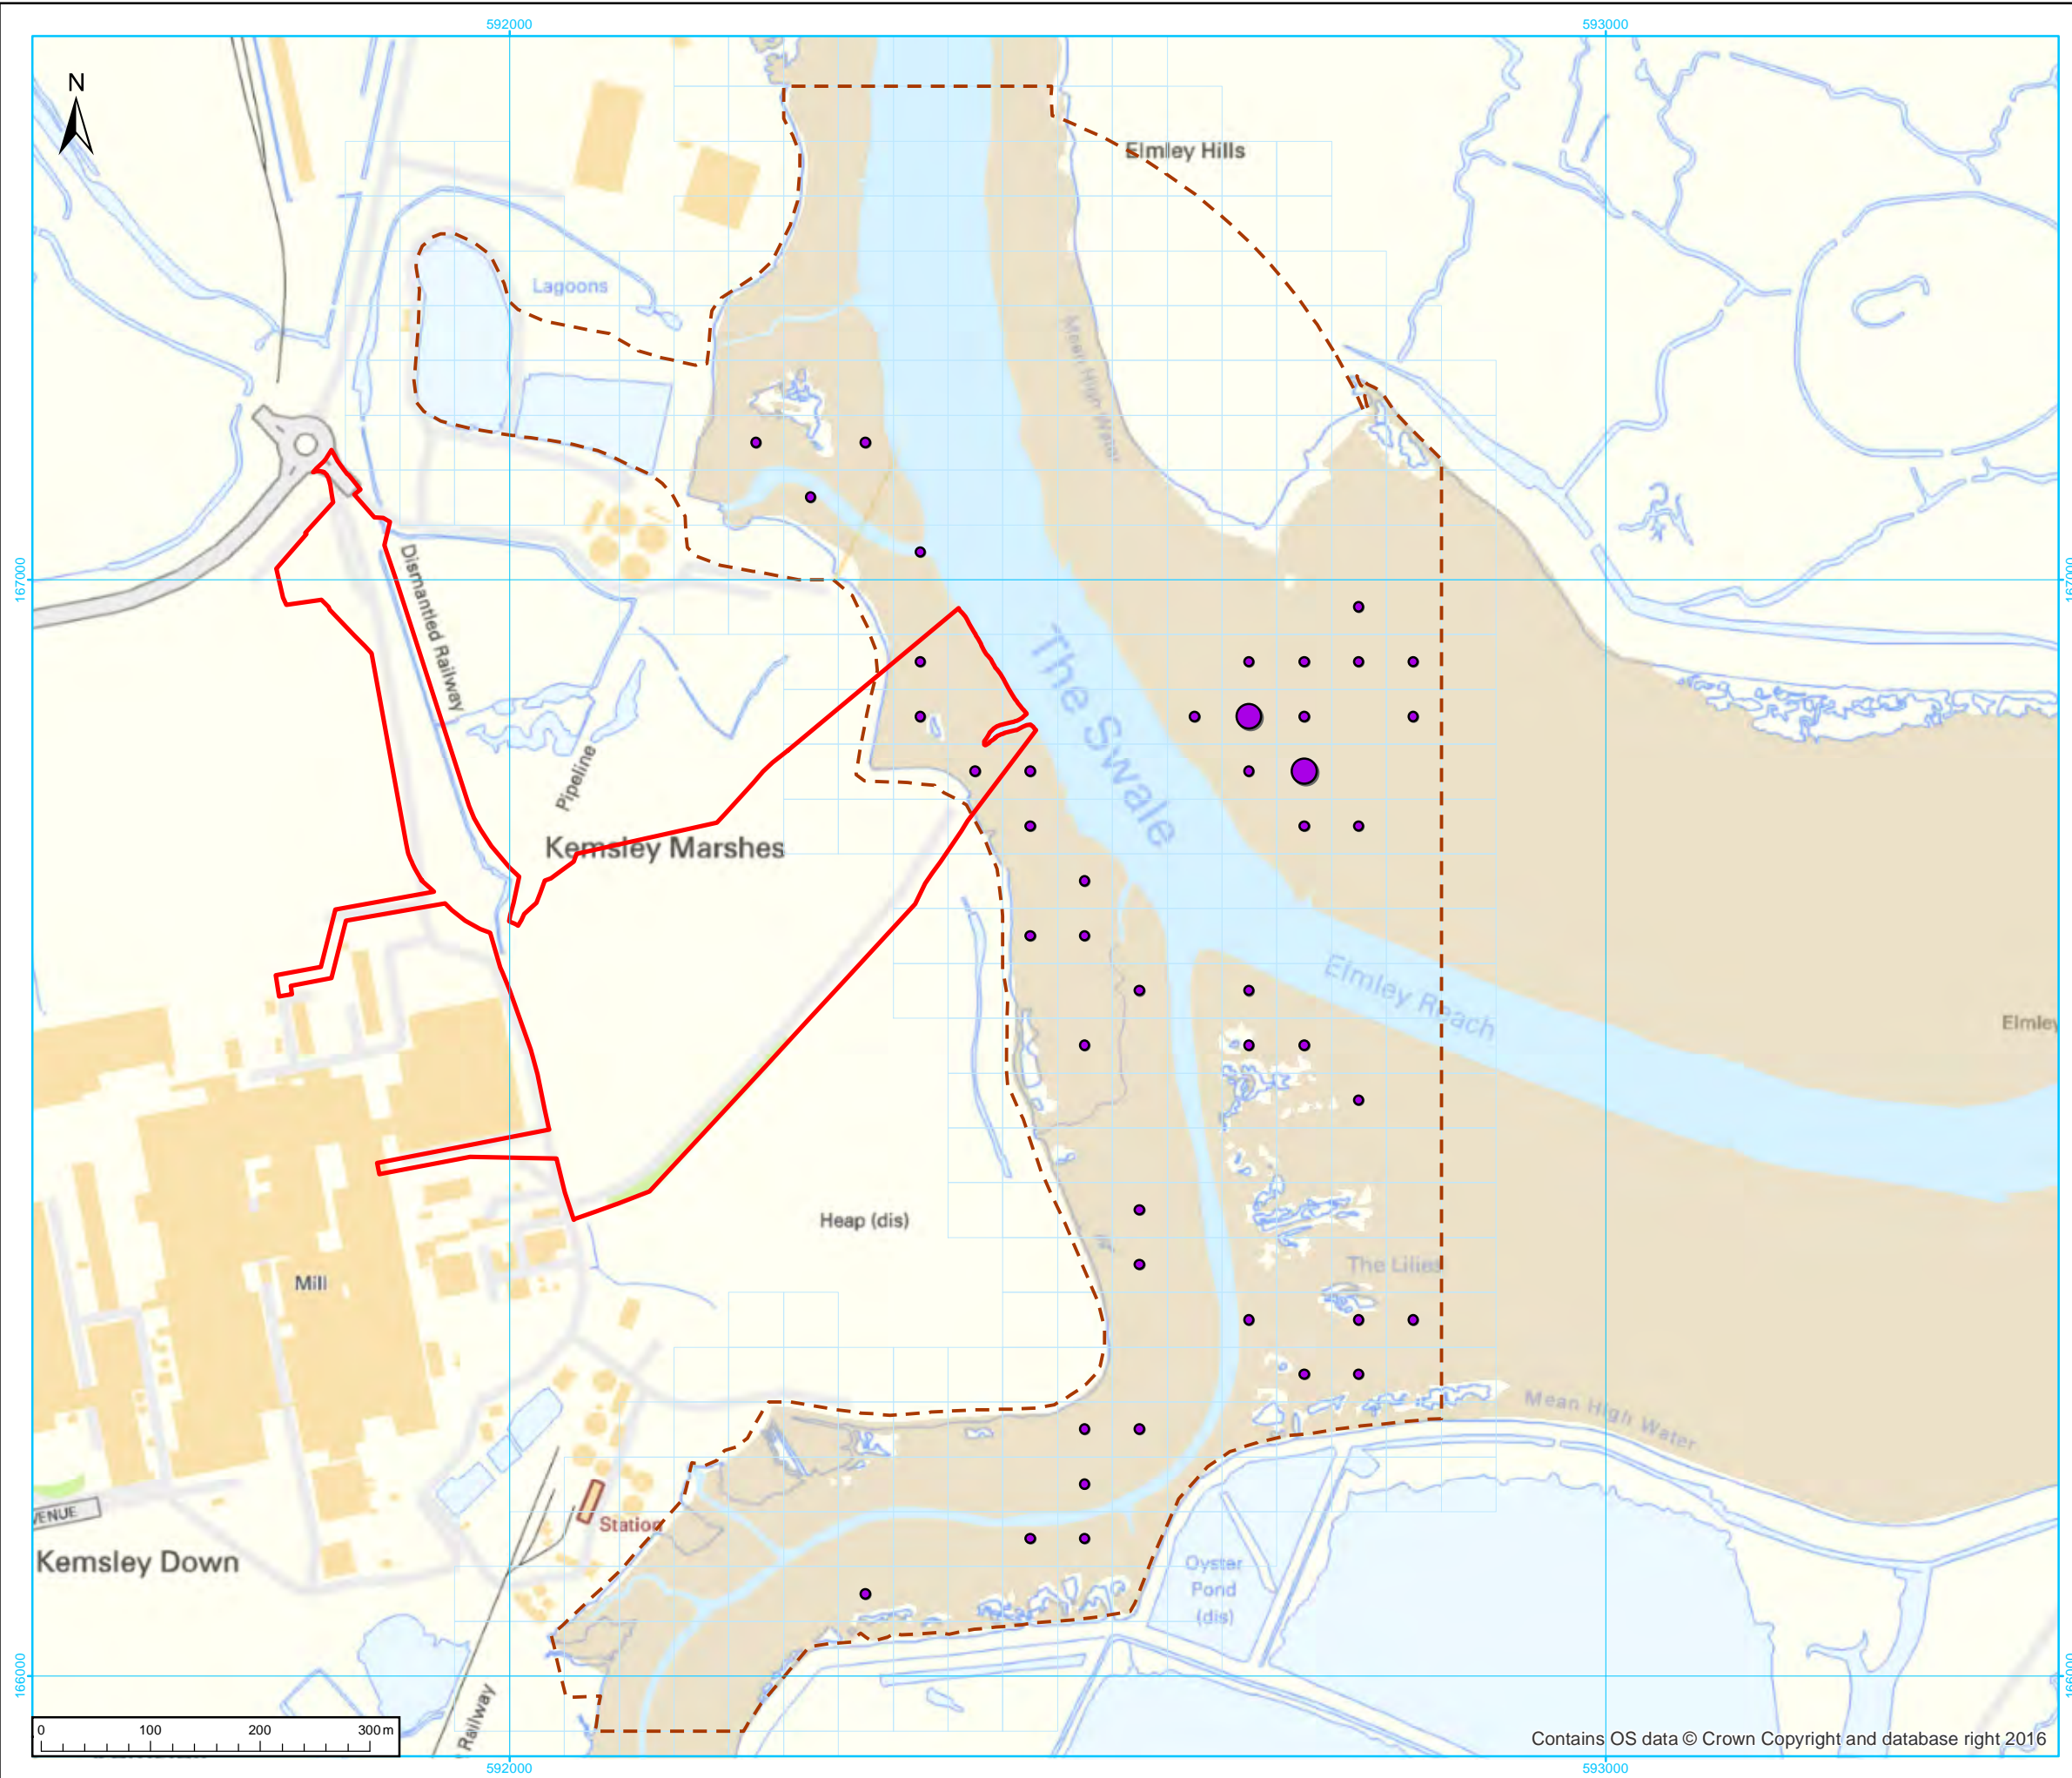 592000
593000
N
Elmley Hills
Lagoons
Mean High Water
167000
167000
Dismantled Railway
The Swale
Pipeline
Kemsley Marshes
Elmley Reach
Elmley
Heap (dis)
The Lilies
Mill
Mean High Water
VENUE
Station
Kemsley Down
Oyster
Pond
(dis)
166000
166000
Railway
0 100 200 300m
Contains OS data © Crown Copyright and database right 2016
592000
593000